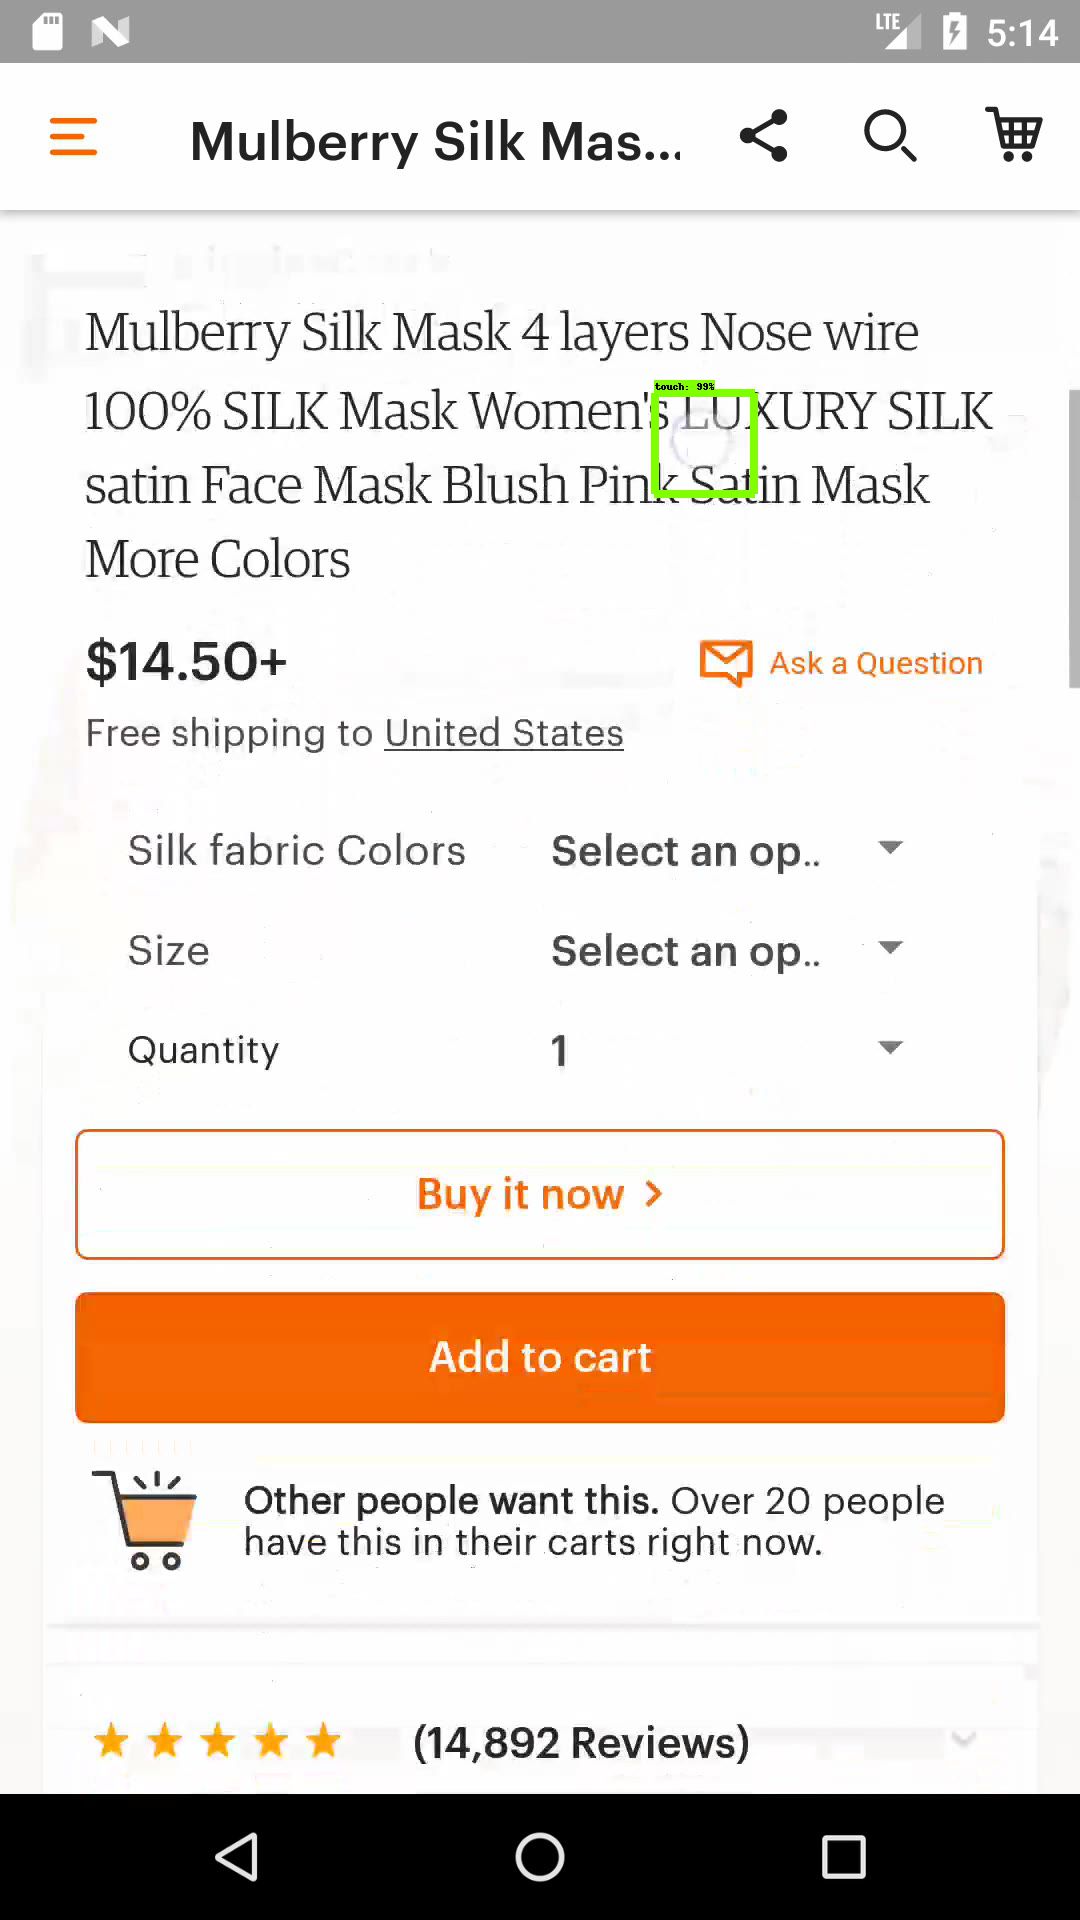 LTE 5:14
Mulberry Silk Mas...
Mulberry Silk Mask 4 layers Nose wire
touch: 99%
100% SILK Mask Women's LUXURY SILK
satin Face Mask Blush Pink Satin Mask
More Colors
$14.50+
Ask a Question
Free shipping to United States
Silk fabric Colors Select an op..
Size Select an op..
Quantity 1
Buy it now
Add to cart
Other people want this. Over 20 people
have this in their carts right now.
(14,892 Reviews)